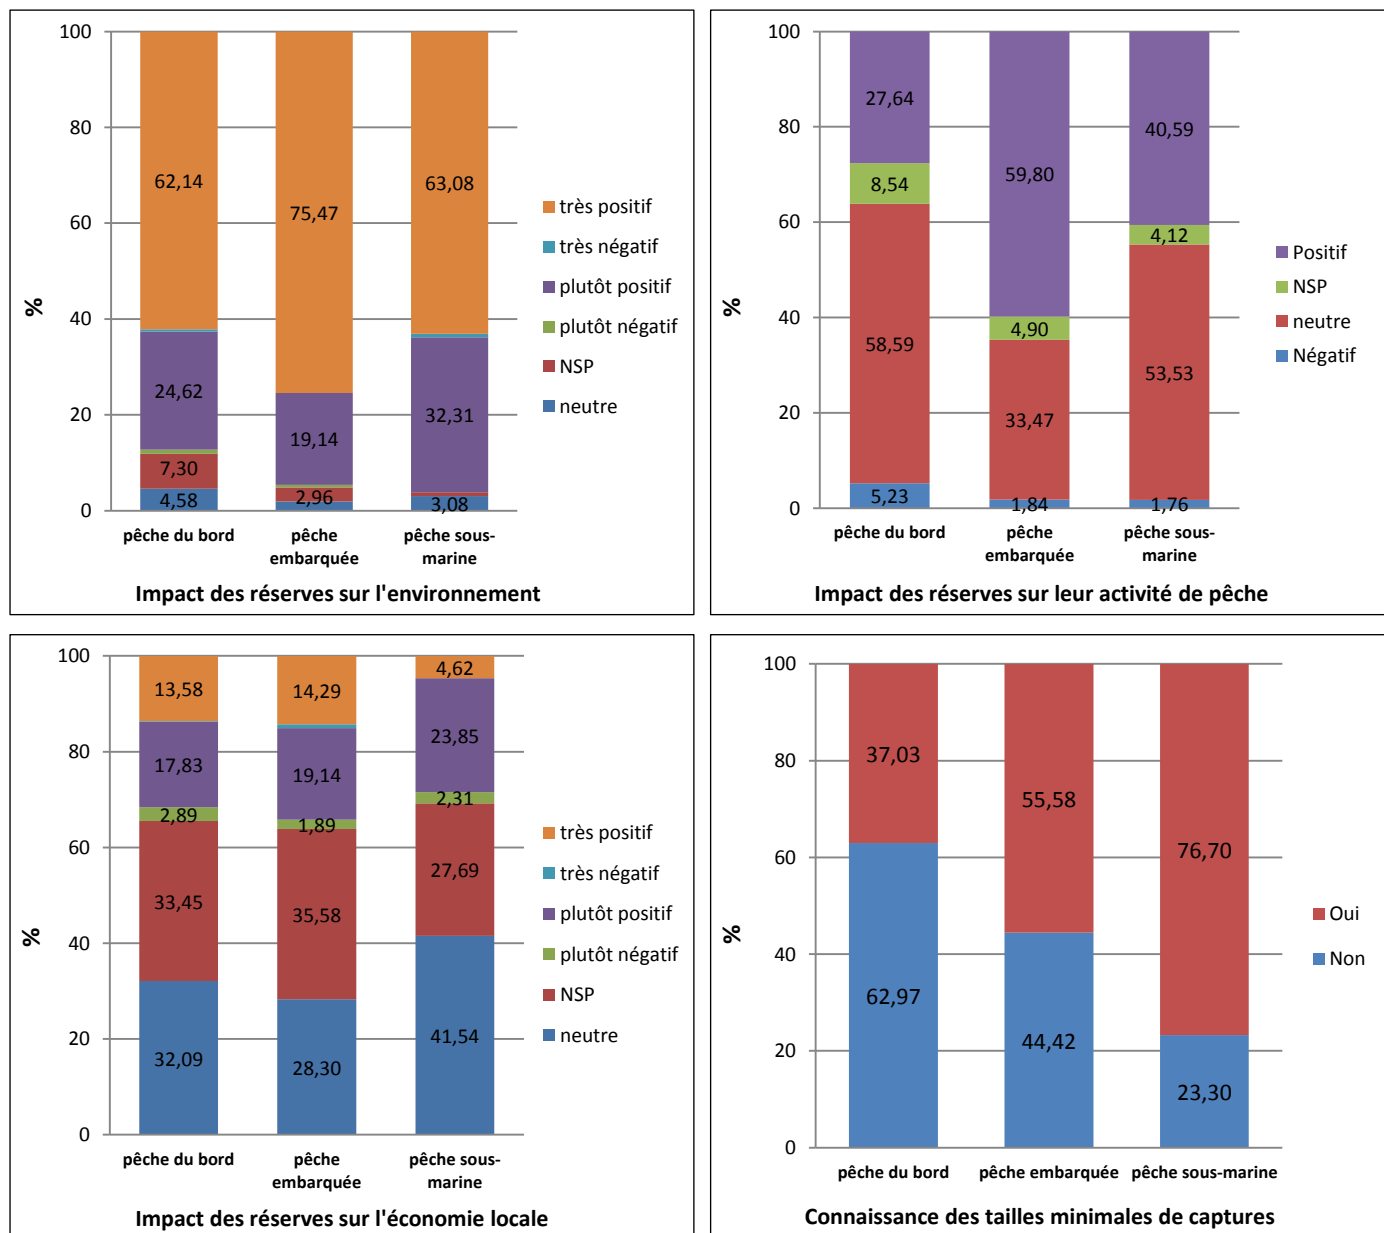 100
80
60
40
20
0
%
62,14
75,47
63,08
24,62
19,14
32,31
7,30
2,96
4,58
3,08
très positif
très négatif
plutôt positif
plutôt négatif
NSP
neutre
pêche du bord
pêche embarquée
pêche sous-marine
Impact des réserves sur l'environnement
100
80
60
40
20
0
%
27,64
59,80
40,59
8,54
4,90
4,12
58,59
33,47
53,53
5,23
1,84
1,76
Positif
NSP
neutre
Négatif
pêche du bord
pêche
embarquée
pêche sous-
marine
Impact des réserves sur leur activité de pêche
100
80
60
40
20
0
%
13,58
14,29
4,62
17,83
19,14
23,85
2,89
1,89
2,31
33,45
35,58
27,69
32,09
28,30
41,54
très positif
très négatif
plutôt positif
plutôt négatif
NSP
neutre
pêche du bord
pêche
embarquée
pêche sous-
marine
Impact des réserves sur l'économie locale
100
80
60
40
20
0
%
37,03
55,58
76,70
62,97
44,42
23,30
Oui
Non
pêche du bord
pêche embarquée
pêche sous-marine
Connaissance des tailles minimales de captures